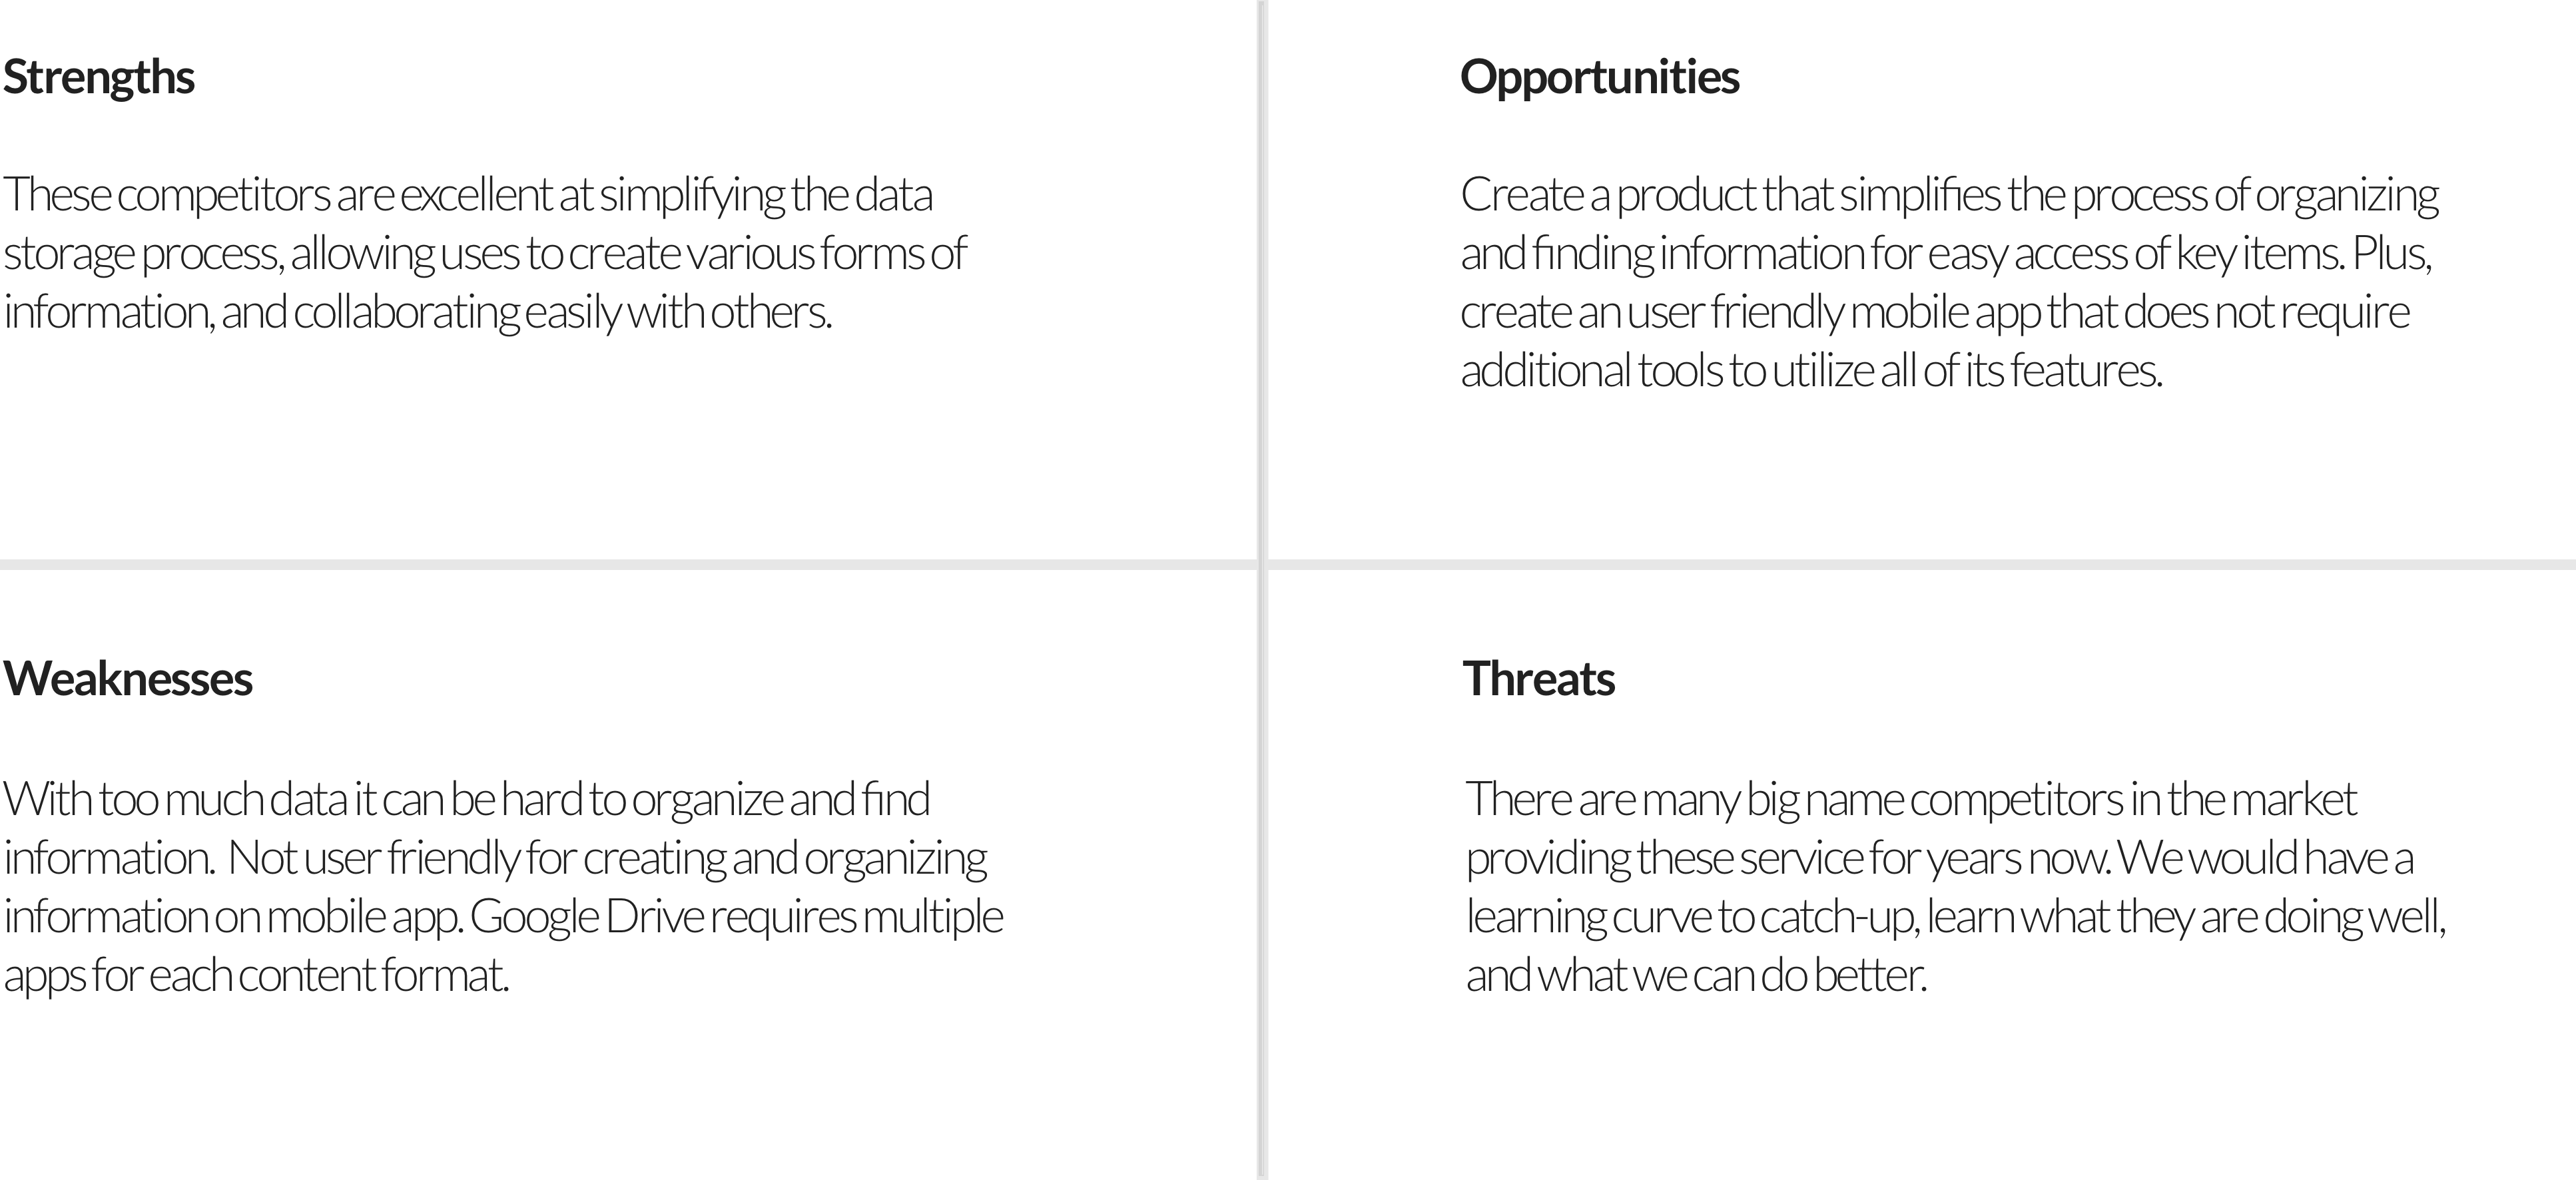 Strengths
These competitors are excellent at simplifying the data
storage process, allowing uses to create various forms of
information, and collaborating easily with others.
Opportunities
Create a product that simplifies the process of organizing
and finding information for easy access of key items. Plus,
create an user friendly mobile app that does not require
additional tools to utilize all of its features.
Weaknesses
With too much data it can be hard to organize and find
information.  Not user friendly for creating and organizing
information on mobile app. Google Drive requires multiple
apps for each content format.
Threats
There are many big name competitors in the market
providing these service for years now. We would have a
learning curve to catch-up, learn what they are doing well,
and what we can do better.